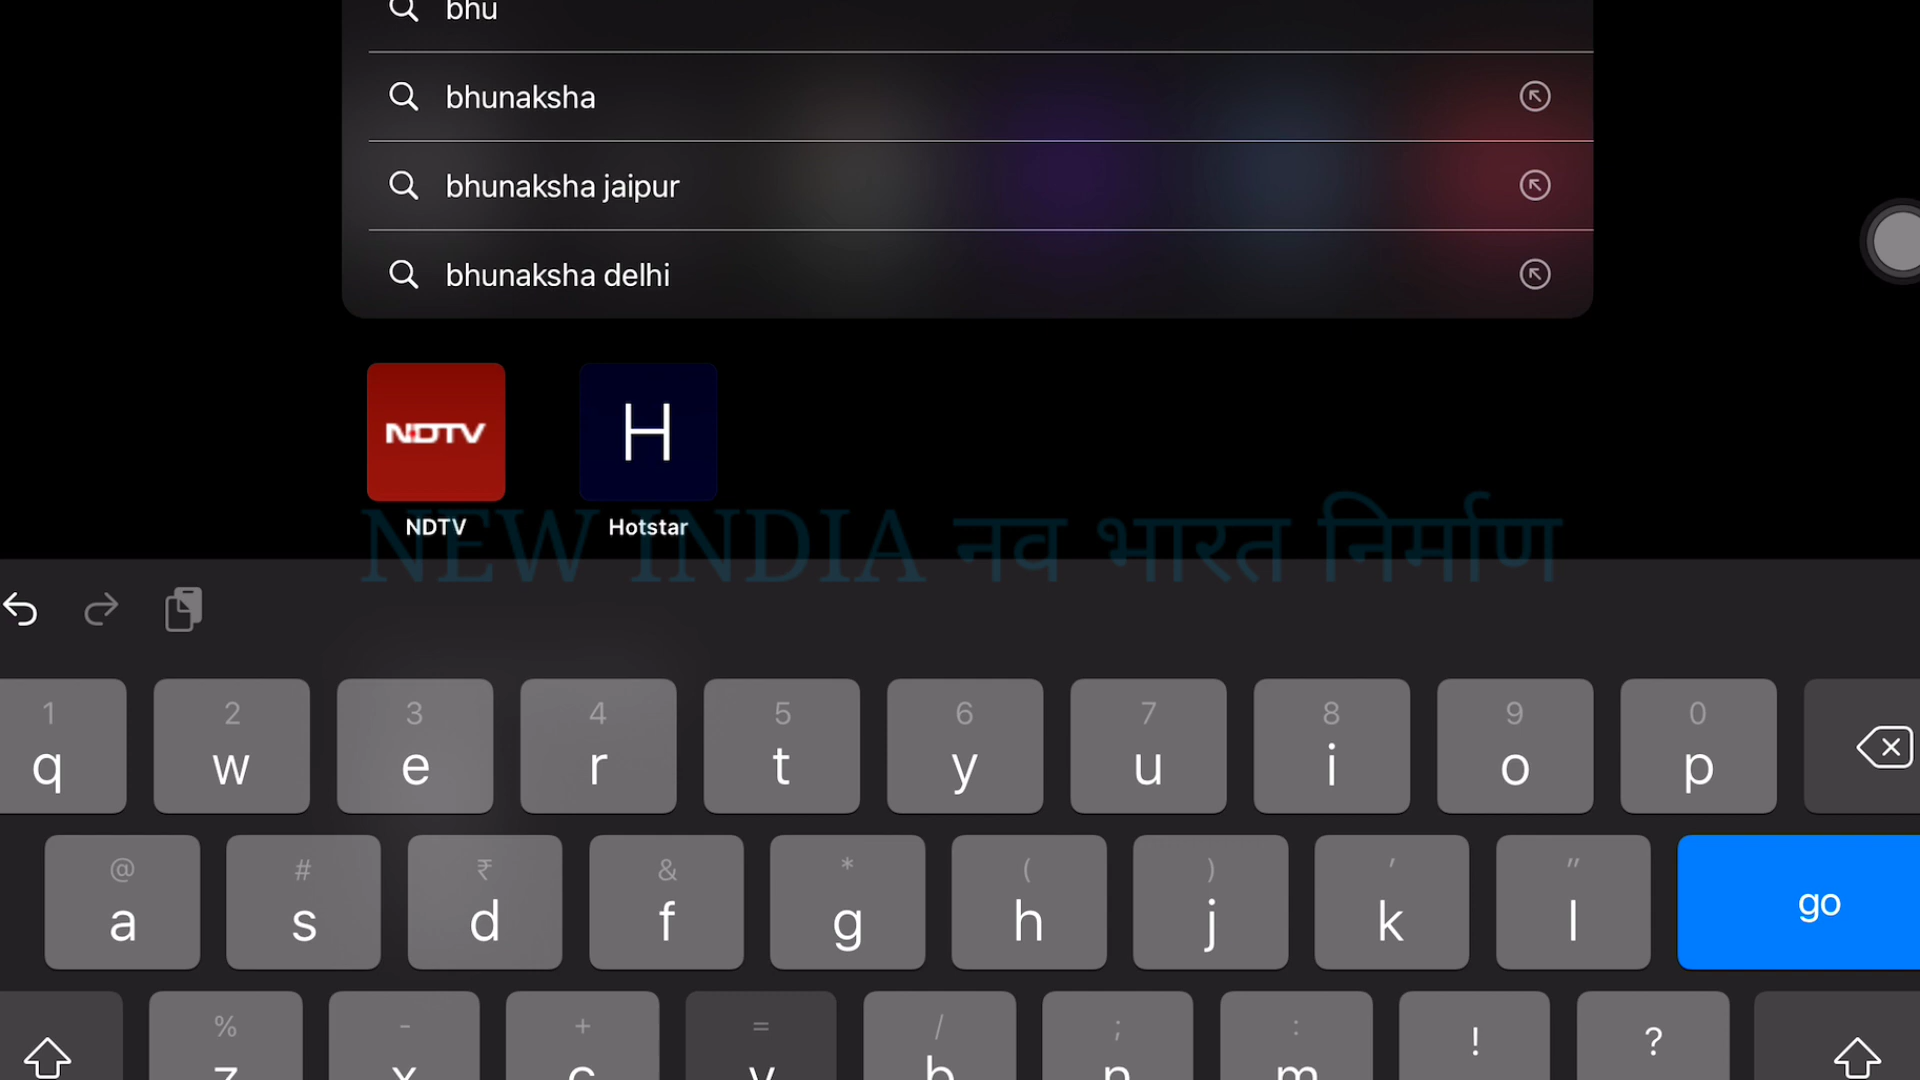 bhu
bhunaksha
bhunaksha jaipur
bhunaksha delhi
NDTV
H
NDTV
Hotstar
NEW INDIA नव भारत निर्माण
1 2 3 4 5 6 7 8 9 0
q w e r t y u i o p
@ # ₹ & * ( ) ' "
a s d f g h j k l
go
% - + = / ; : ! ?
z x c v b n m